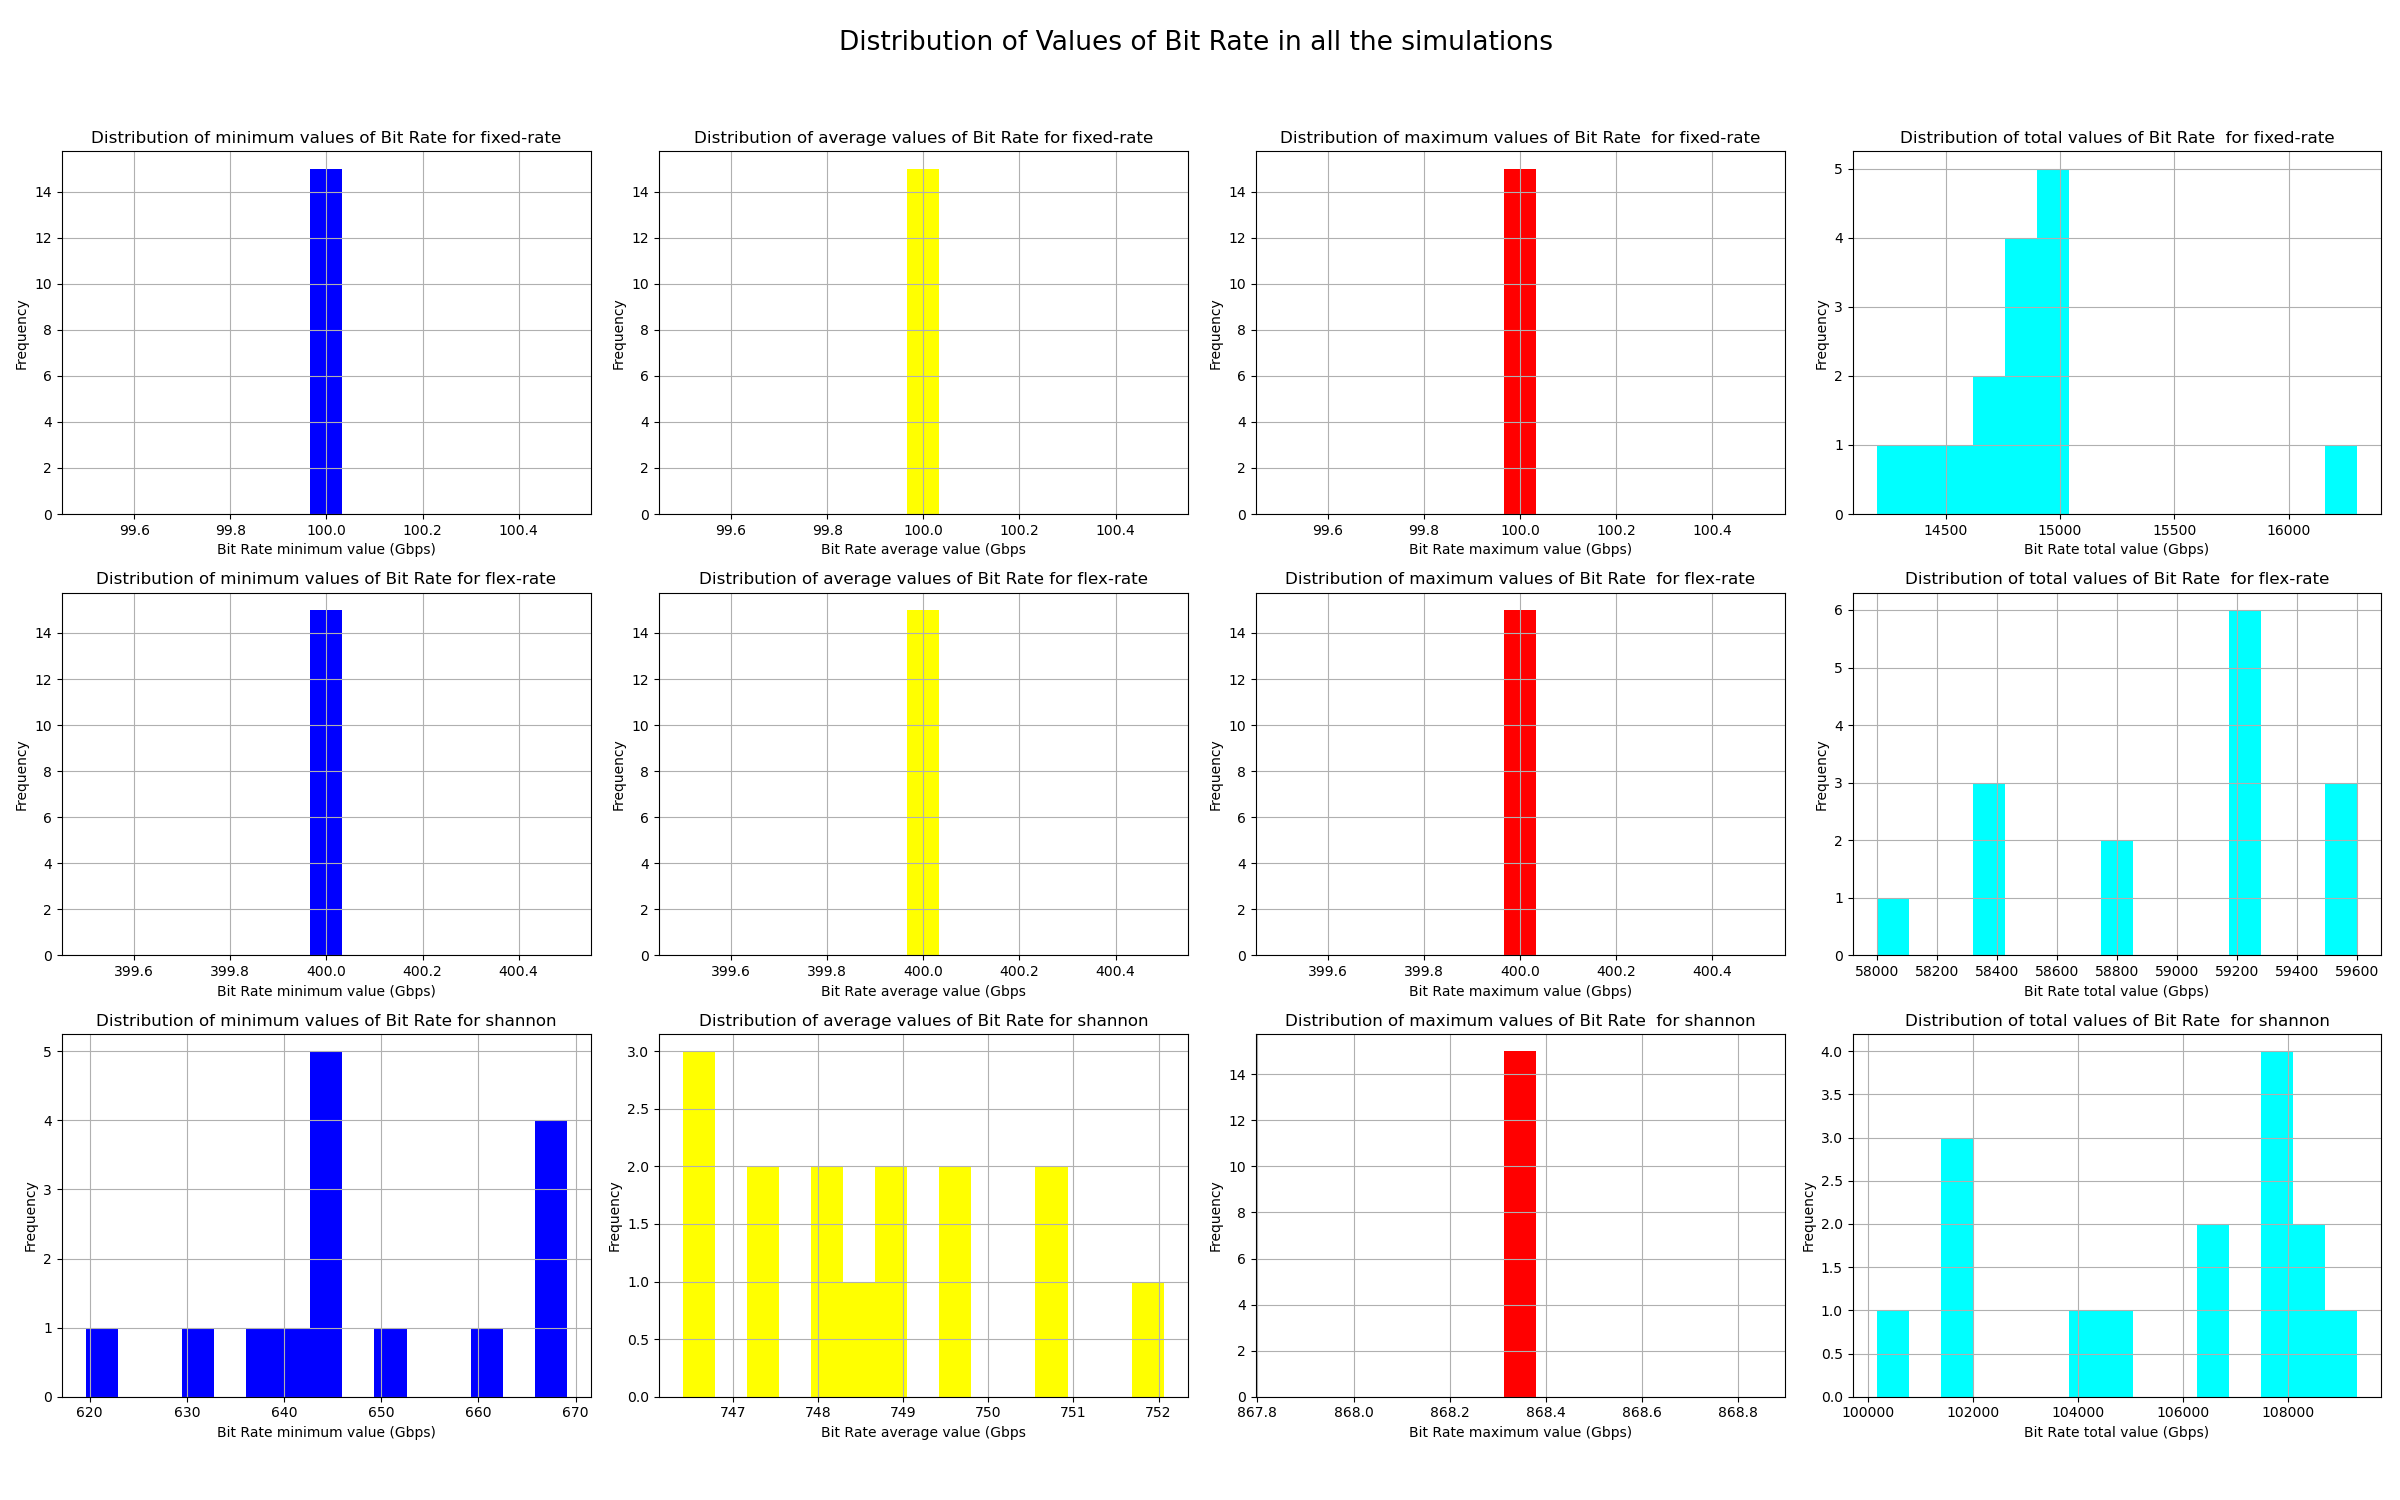 Distribution of Values of Bit Rate in all the simulations
Distribution of minimum values of Bit Rate for fixed-rate
Frequency
14
12
10
8
6
4
2
0
99.6 99.8 100.0 100.2 100.4
Bit Rate minimum value (Gbps)
Distribution of average values of Bit Rate for fixed-rate
Frequency
14
12
10
8
6
4
2
0
99.6 99.8 100.0 100.2 100.4
Bit Rate average value (Gbps
Distribution of maximum values of Bit Rate  for fixed-rate
Frequency
14
12
10
8
6
4
2
0
99.6 99.8 100.0 100.2 100.4
Bit Rate maximum value (Gbps)
Distribution of total values of Bit Rate  for fixed-rate
Frequency
5
4
3
2
1
0
14500 15000 15500 16000
Bit Rate total value (Gbps)
Distribution of minimum values of Bit Rate for flex-rate
Frequency
14
12
10
8
6
4
2
0
399.6 399.8 400.0 400.2 400.4
Bit Rate minimum value (Gbps)
Distribution of average values of Bit Rate for flex-rate
Frequency
14
12
10
8
6
4
2
0
399.6 399.8 400.0 400.2 400.4
Bit Rate average value (Gbps
Distribution of maximum values of Bit Rate  for flex-rate
Frequency
14
12
10
8
6
4
2
0
399.6 399.8 400.0 400.2 400.4
Bit Rate maximum value (Gbps)
Distribution of total values of Bit Rate  for flex-rate
Frequency
6
5
4
3
2
1
0
58000 58200 58400 58600 58800 59000 59200 59400 59600
Bit Rate total value (Gbps)
Distribution of minimum values of Bit Rate for shannon
Frequency
5
4
3
2
1
0
620 630 640 650 660 670
Bit Rate minimum value (Gbps)
Distribution of average values of Bit Rate for shannon
Frequency
3.0
2.5
2.0
1.5
1.0
0.5
0.0
747 748 749 750 751 752
Bit Rate average value (Gbps
Distribution of maximum values of Bit Rate  for shannon
Frequency
14
12
10
8
6
4
2
0
867.8 868.0 868.2 868.4 868.6 868.8
Bit Rate maximum value (Gbps)
Distribution of total values of Bit Rate  for shannon
Frequency
4.0
3.5
3.0
2.5
2.0
1.5
1.0
0.5
0.0
100000 102000 104000 106000 108000
Bit Rate total value (Gbps)